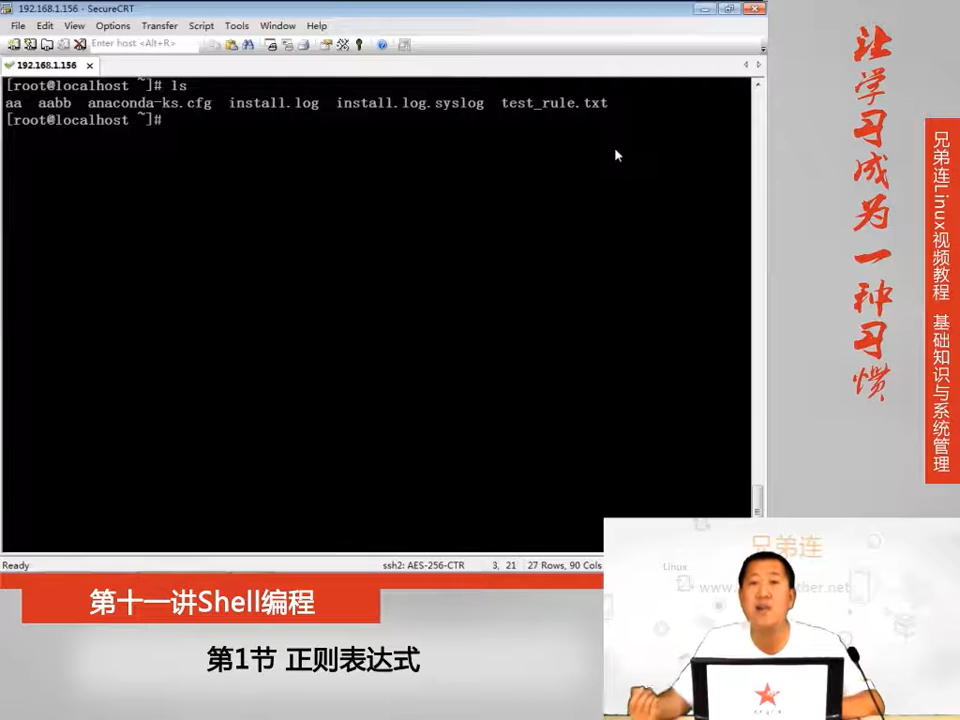 192.168.1.156 - SecureCRT
File Edit View Options Transfer Script Tools Window Help
Enter host <Alt+R>
192.168.1.156
[root@localhost ~]# ls
aa aabb anaconda-ks.cfg install.log install.log.syslog test_rule.txt
[root@localhost ~]#
Ready ssh2: AES-256-CTR 3, 21 27 Rows, 90 Cols
让学习成为一种习惯
兄弟连Linux视频教程 基础知识与系统管理
第十一讲Shell编程
第1节 正则表达式
兄弟连
Linux